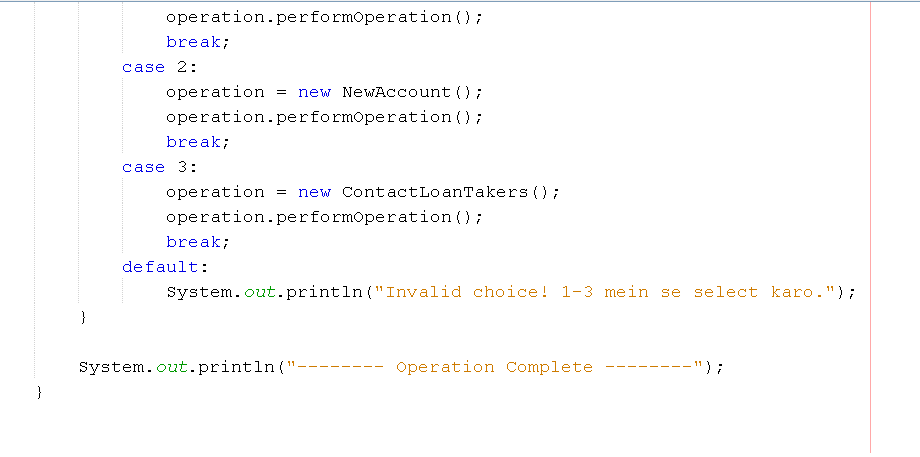 operation.performOperation();
break;
case 2:
operation = new NewAccount();
operation.performOperation();
break;
case 3:
operation = new ContactLoanTakers();
operation.performOperation();
break;
default:
System.out.println("Invalid choice! 1-3 mein se select karo.");
}
System.out.println("-------- Operation Complete --------");
}